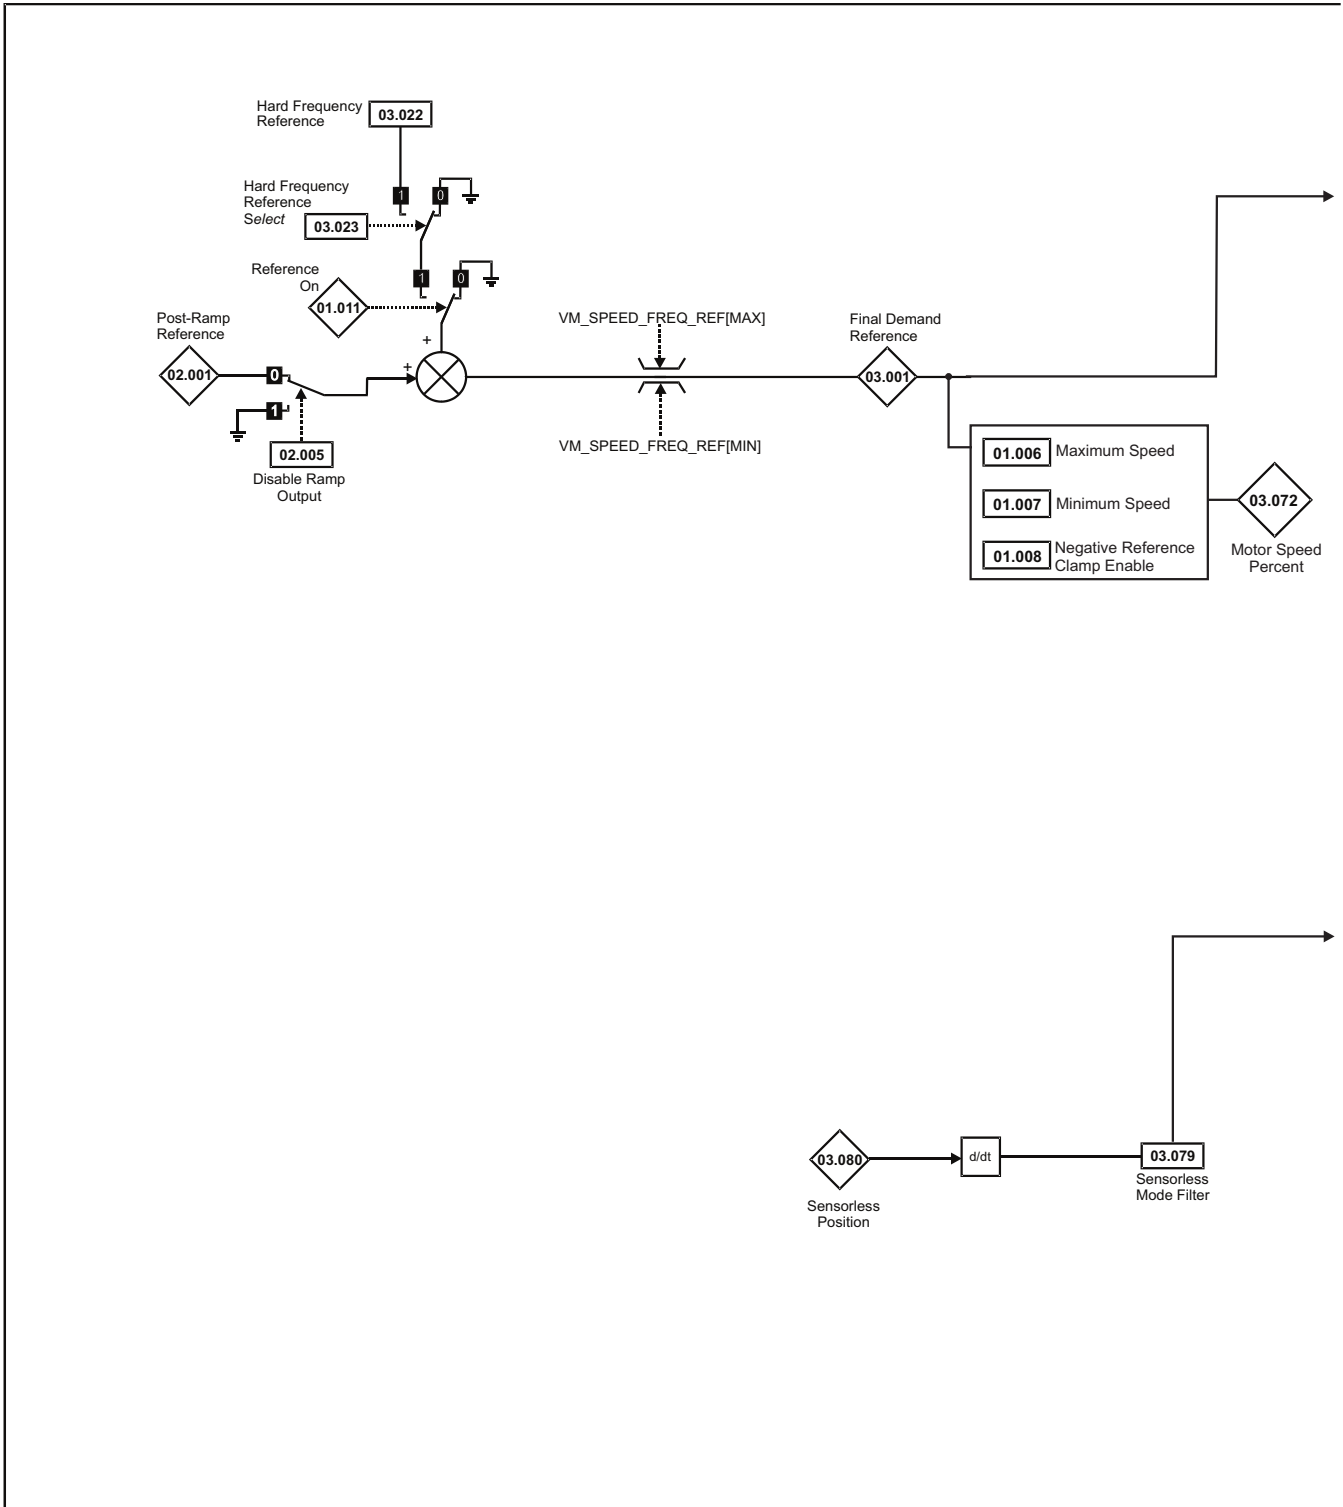 Hard Frequency
Reference
03.022
1
0
Hard Frequency
Reference
Select
03.023
Reference
On
1
0
01.011
Post-Ramp
Reference
02.001
0
1
02.005
Disable Ramp
Output
+
+
VM_SPEED_FREQ_REF[MAX]
VM_SPEED_FREQ_REF[MIN]
Final Demand
Reference
03.001
01.006 Maximum Speed
01.007 Minimum Speed
01.008 Negative Reference
Clamp Enable
03.072
Motor Speed
Percent
03.080
Sensorless
Position
d/dt
03.079
Sensorless
Mode Filter